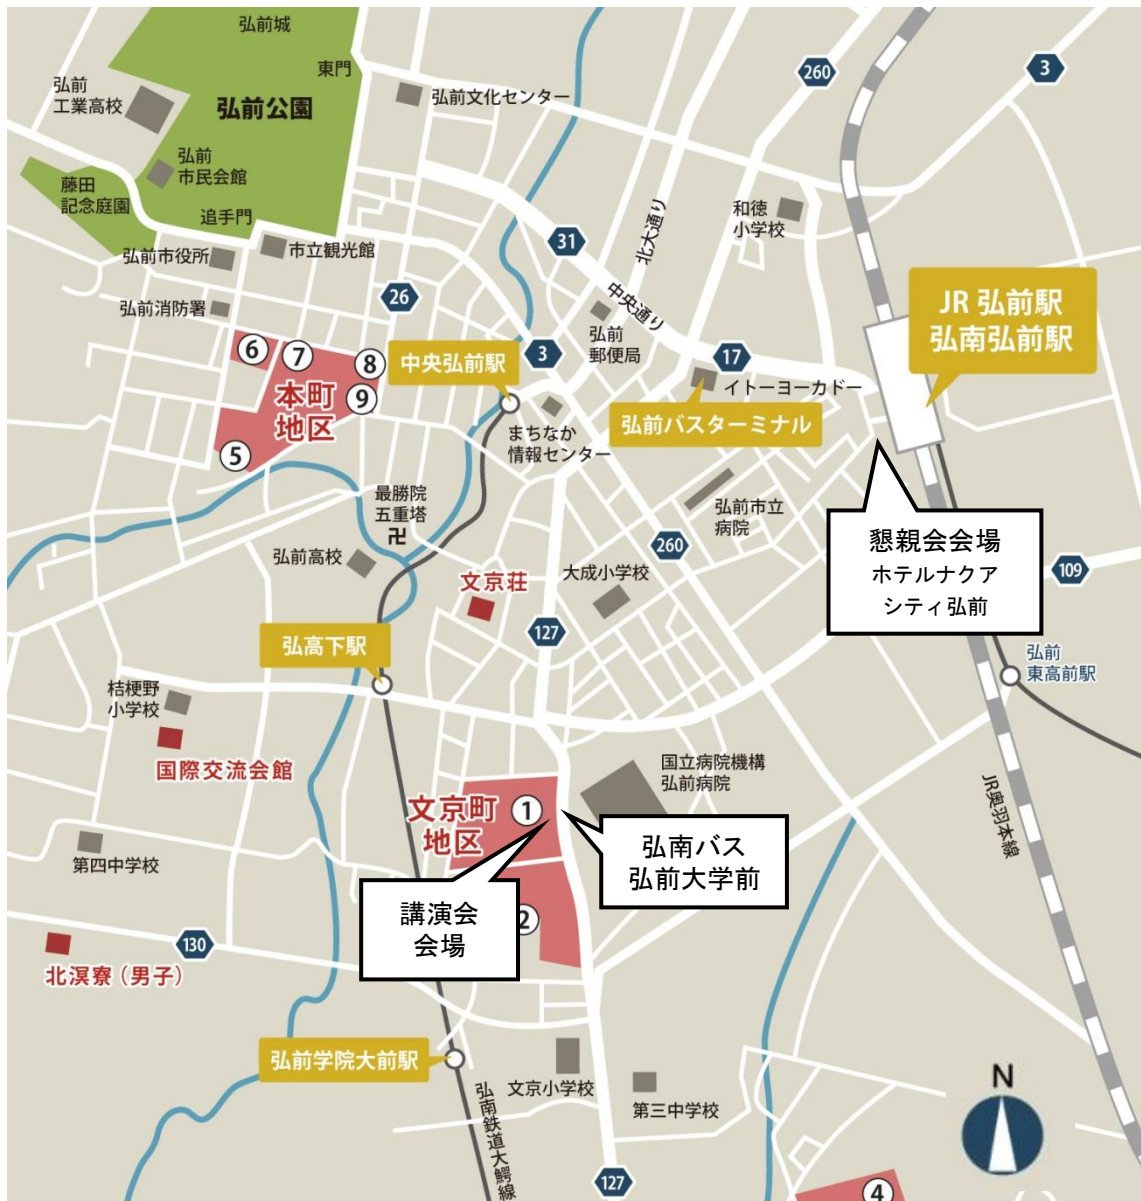 弘前城
東門
弘前
工業高校
弘前公園
弘前文化センター
260
3
弘前
市民会館
藤田
記念庭園
追手門
和徳
小学校
北大通り
弘前市役所
市立観光館
31
JR 弘前駅
弘南弘前駅
26
中央通り
弘前消防署
弘前
郵便局
⑥
⑦
⑧
中央弘前駅
3
17
イトーヨーカドー
本町
地区
⑨
弘前バスターミナル
⑤
まちなか
情報センター
最勝院
五重塔
卍
弘前市立
病院
懇親会会場
ホテルナクア
シティ弘前
弘前高校
260
109
大成小学校
文京荘
127
弘高下駅
弘前
東高前駅
桔梗野
小学校
国際交流会館
国立病院機構
弘前病院
JR奥羽本線
文京町
地区
①
弘南バス
弘前大学前
第四中学校
講演会
会場
②
130
北溟寮（男子）
弘前学院大前駅
文京小学校
第三中学校
弘南鉄道大鰐線
N
127
④